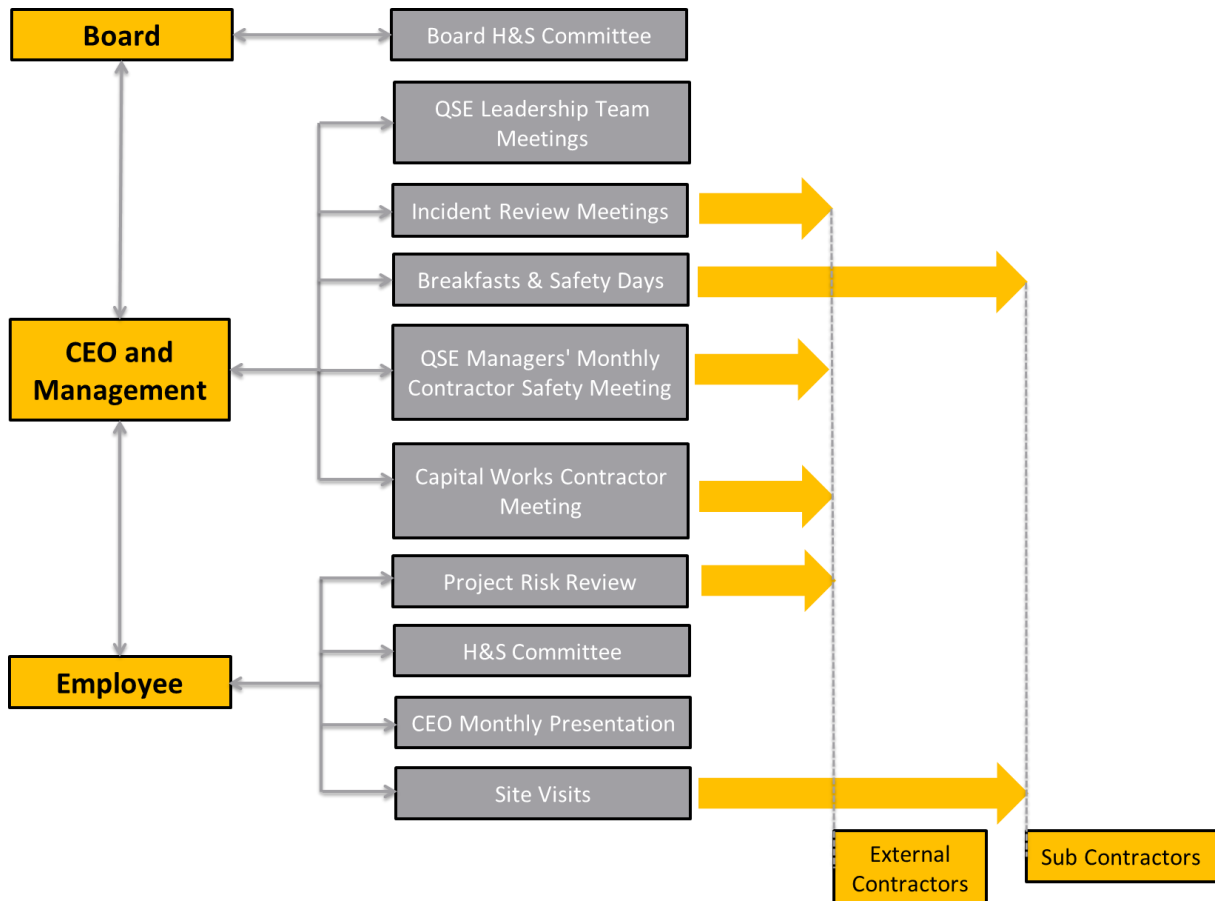 Board
Board H&S Committee
QSE Leadership Team
Meetings
Incident Review Meetings
Breakfasts & Safety Days
CEO and
Management
QSE Managers' Monthly
Contractor Safety Meeting
Capital Works Contractor
Meeting
Project Risk Review
H&S Committee
Employee
CEO Monthly Presentation
Site Visits
External
Contractors
Sub Contractors